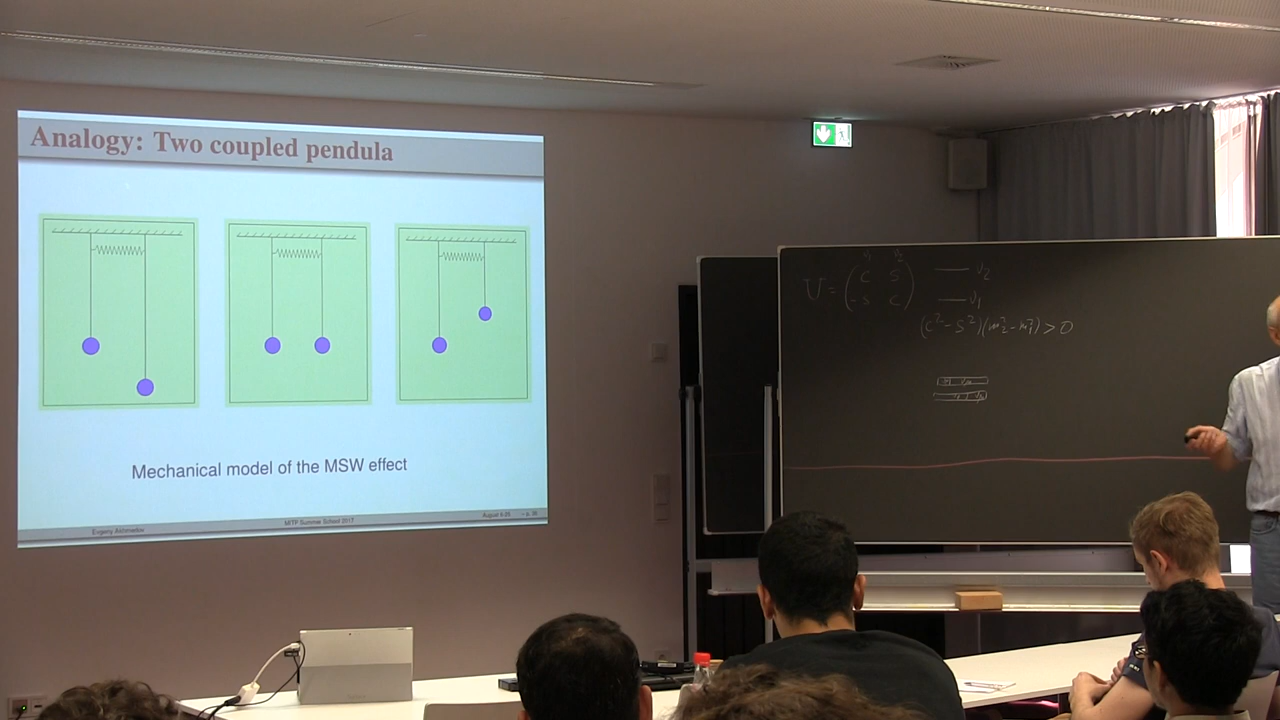 Analogy: Two coupled pendula
Mechanical model of the MSW effect
Evgeny Akhmedov
MITP Summer School 2017
U = ( c s
-s c )
ν2
ν1
(c² - s²)(m²₂ - m²₁) > 0